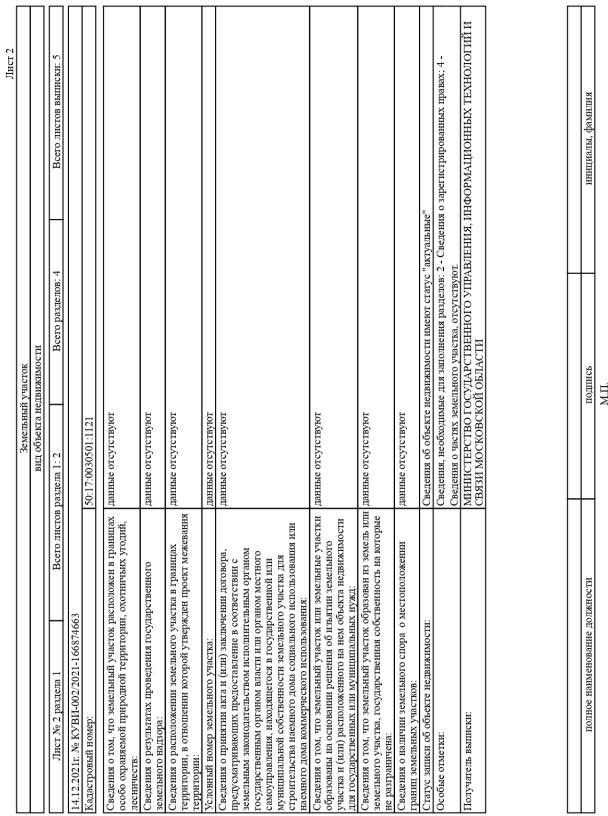 Лист 2
Земельный участок
вид объекта недвижимости
Лист № 2 раздела 1
Всего листов раздела 1: 2
Всего разделов: 4
Всего листов выписки: 5
14.12.2021г. № КУВИ-002/2021-166874663
Кадастровый номер:
50:17:0030501:1121
Сведения о том, что земельный участок расположен в границах
особо охраняемой природной территории, охотничьих угодий,
лесничеств:
данные отсутствуют
Сведения о результатах проведения государственного
земельного надзора:
данные отсутствуют
Сведения о расположении земельного участка в границах
территории, в отношении которой утвержден проект межевания
территории:
данные отсутствуют
Условный номер земельного участка:
данные отсутствуют
Сведения о принятии акта и (или) заключении договора,
предусматривающих предоставление в соответствии с
земельным законодательством исполнительным органом
государственным органом власти или органом местного
самоуправления, находящегося в государственной или
муниципальной собственности земельного участка для
строительства наемного дома социального использования или
наемного дома коммерческого использования:
данные отсутствуют
Сведения о том, что земельный участок или земельные участки
образованы на основании решения об изъятии земельного
участка и (или) расположенного на нем объекта недвижимости
для государственных или муниципальных нужд:
данные отсутствуют
Сведения о том, что земельный участок образован из земель или
земельного участка, государственная собственность на которые
не разграничена:
данные отсутствуют
Сведения о наличии земельного спора о местоположении
границ земельных участков:
данные отсутствуют
Статус записи об объекте недвижимости:
Сведения об объекте недвижимости имеют статус "актуальные"
Особые отметки:
Сведения, необходимые для заполнения разделов: 2 - Сведения о зарегистрированных правах; 4 -
Сведения о частях земельного участка, отсутствуют.
Получатель выписки:
МИНИСТЕРСТВО ГОСУДАРСТВЕННОГО УПРАВЛЕНИЯ, ИНФОРМАЦИОННЫХ ТЕХНОЛОГИЙ И
СВЯЗИ МОСКОВСКОЙ ОБЛАСТИ
полное наименование должности
подпись
инициалы, фамилия
М.П.